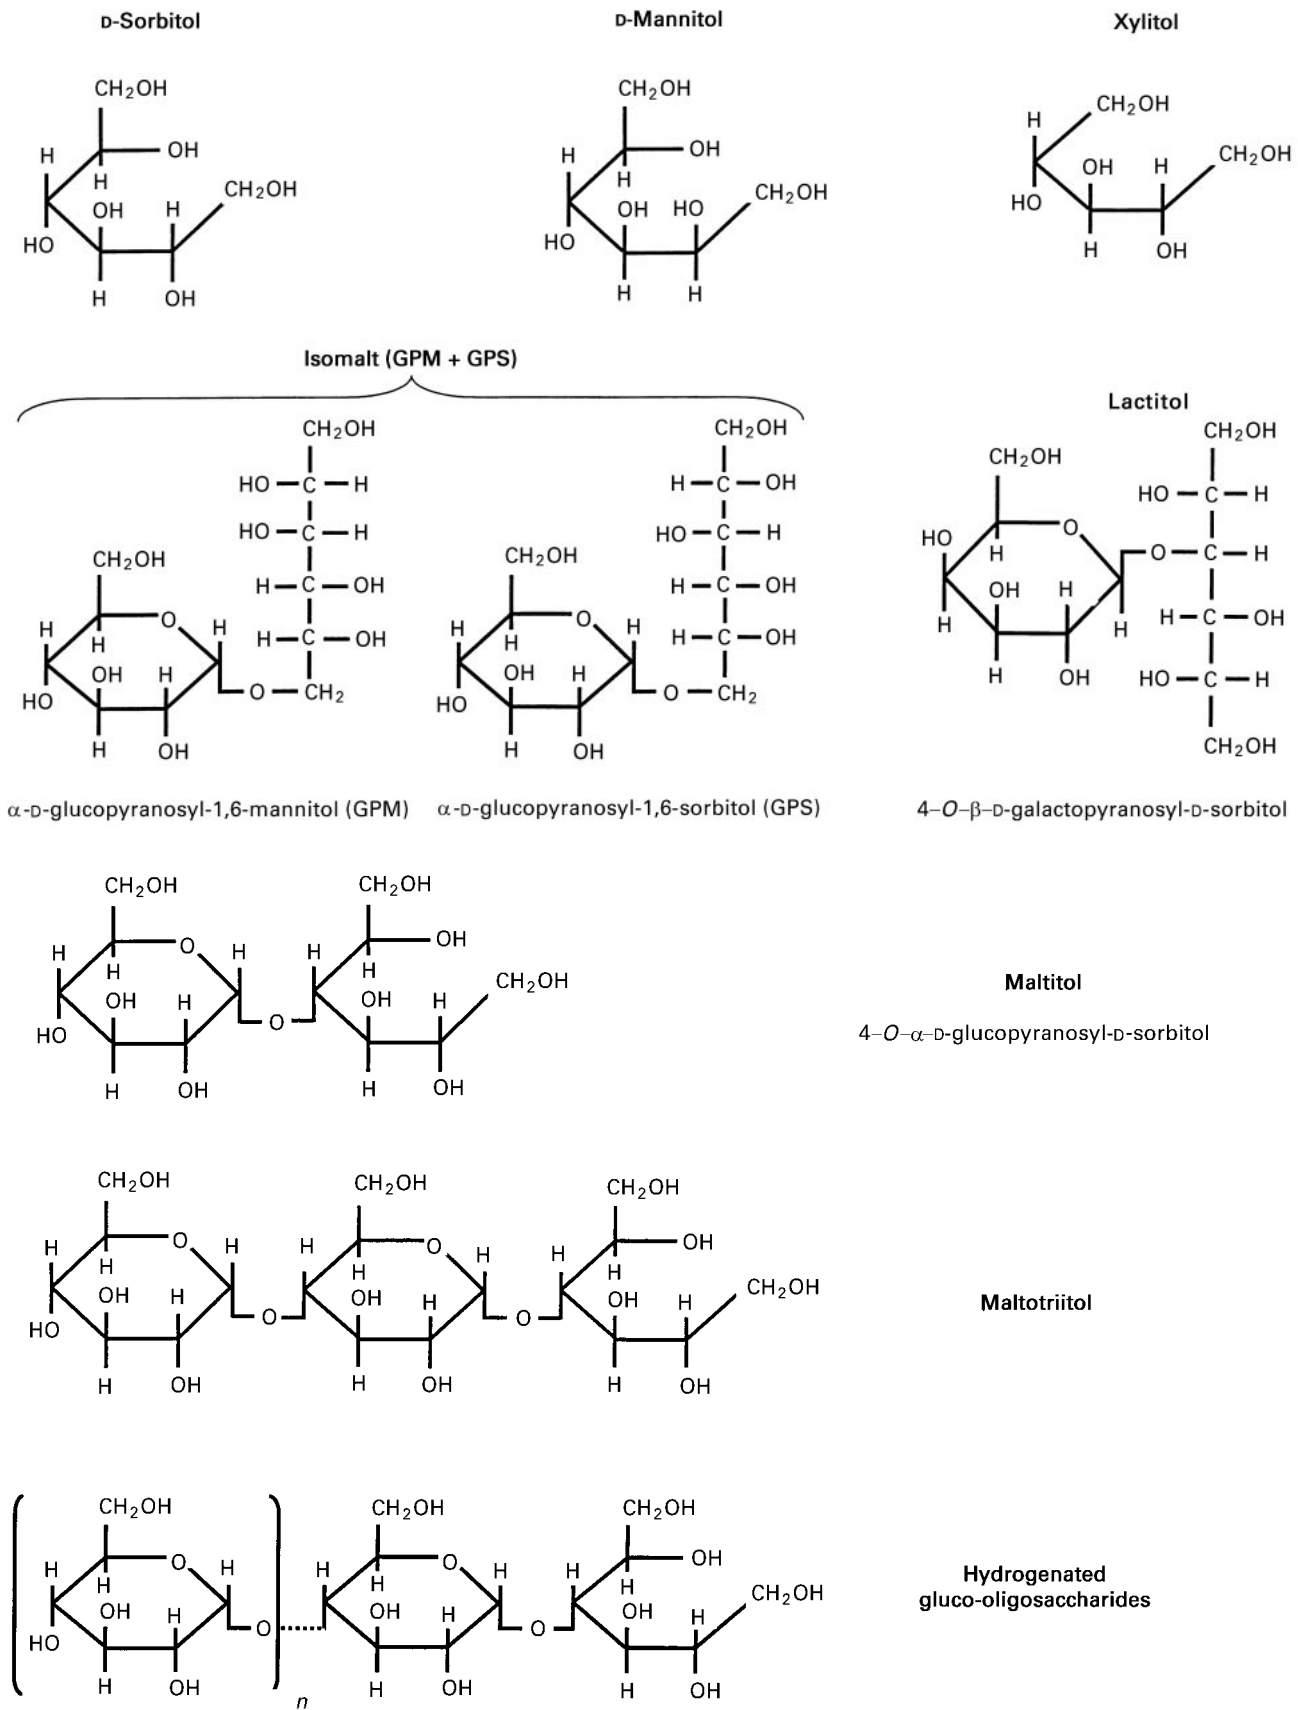 D-Sorbitol
CH2OH
H
OH
H
OH
H
CH2OH
HO
H
OH
D-Mannitol
CH2OH
H
OH
H
OH
HO
CH2OH
HO
H
H
Xylitol
H
CH2OH
OH
H
CH2OH
HO
H
OH
Isomalt (GPM + GPS)
CH2OH
HO C H
HO C H
H C OH
H C OH
O CH2
CH2OH
O
H
H
H
OH
H
HO
H
OH
α-D-glucopyranosyl-1,6-mannitol (GPM)
CH2OH
H C OH
HO C H
H C OH
H C OH
O CH2
CH2OH
O
H
H
H
OH
H
HO
H
OH
α-D-glucopyranosyl-1,6-sorbitol (GPS)
Lactitol
CH2OH
HO C H
O C H
H C OH
HO C H
CH2OH
CH2OH
HO
O
H
OH
H
H
H
H
OH
4–O–β–D-galactopyranosyl-D-sorbitol
CH2OH
CH2OH
H
O
H
H
OH
H
H
CH2OH
OH
H
OH
H
HO
O
H
OH
H
OH
Maltitol
4–O–α–D-glucopyranosyl-D-sorbitol
CH2OH
CH2OH
CH2OH
H
O
H
H
O
H
H
OH
H
H
H
CH2OH
OH
H
OH
H
OH
H
HO
O
O
H
OH
H
OH
H
OH
Maltotriitol
CH2OH
CH2OH
CH2OH
H
O
H
H
O
H
H
OH
H
H
H
CH2OH
OH
H
OH
H
OH
H
HO
O
O
H
OH
H
OH
H
OH
n
Hydrogenated
gluco-oligosaccharides